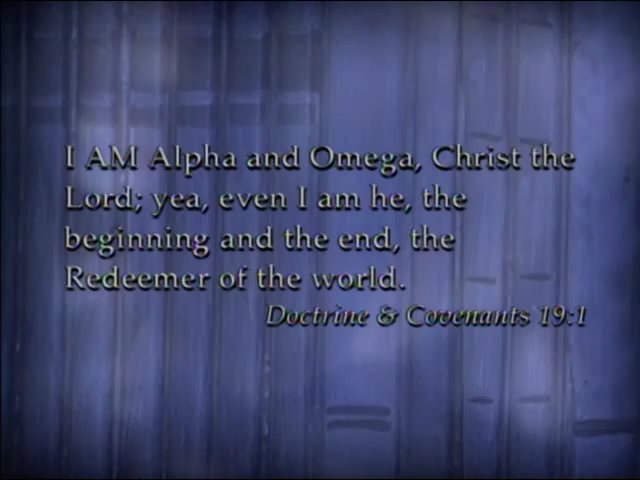 I AM Alpha and Omega, Christ the
Lord; yea, even I am he, the
beginning and the end, the
Redeemer of the world.
Doctrine & Covenants 19:1